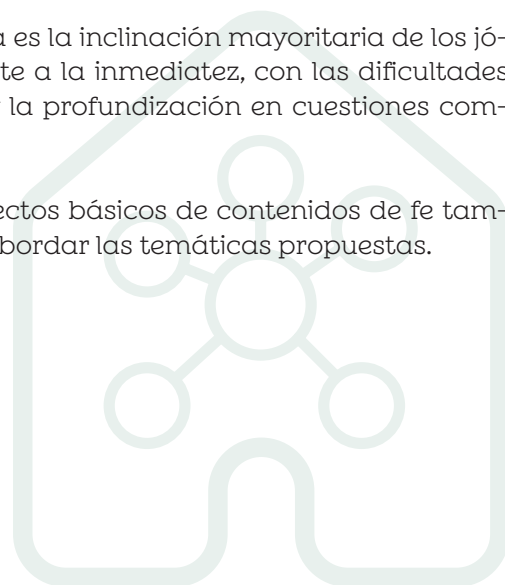 a es la inclinación mayoritaria de los jó-
te a la inmediatez, con las dificultades
la profundización en cuestiones com-
ectos básicos de contenidos de fe tam-
bordar las temáticas propuestas.